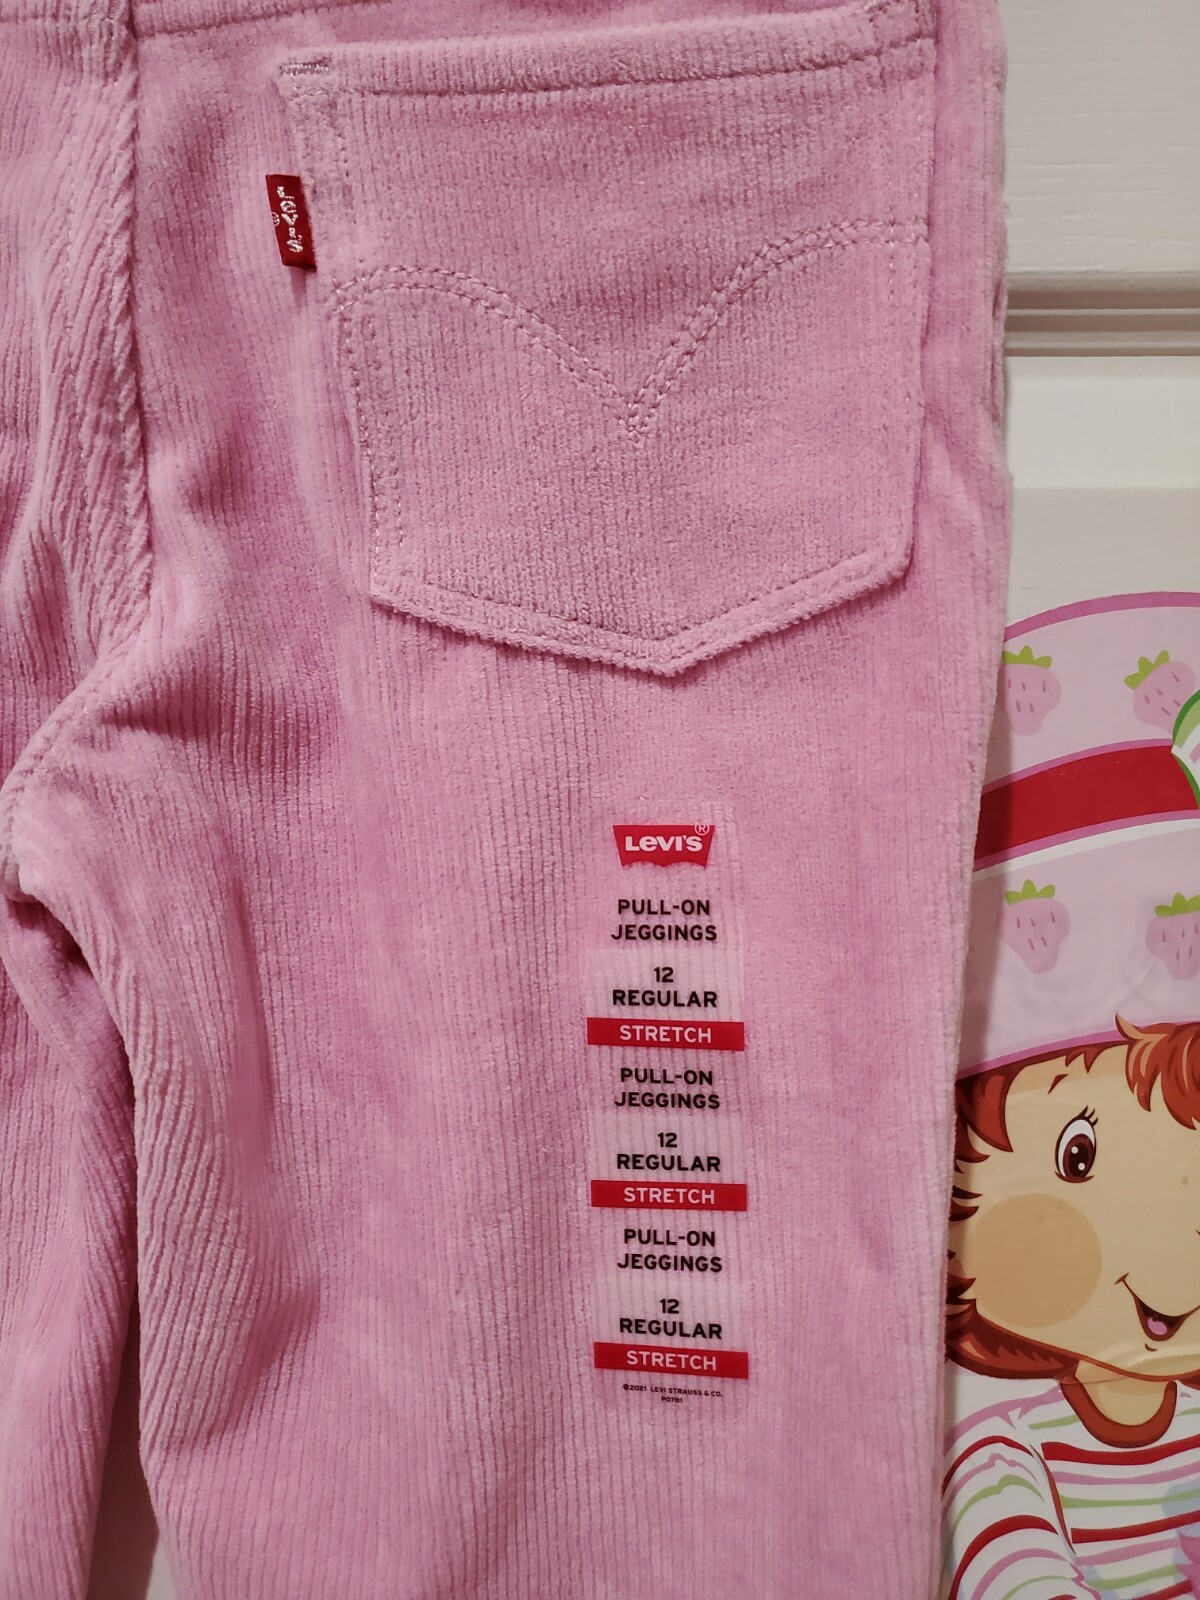 LEVI'S
®
LEVI'S®
PULL-ON
JEGGINGS
12
REGULAR
STRETCH
PULL-ON
JEGGINGS
12
REGULAR
STRETCH
PULL-ON
JEGGINGS
12
REGULAR
STRETCH
©2021 LEVI STRAUSS & CO.